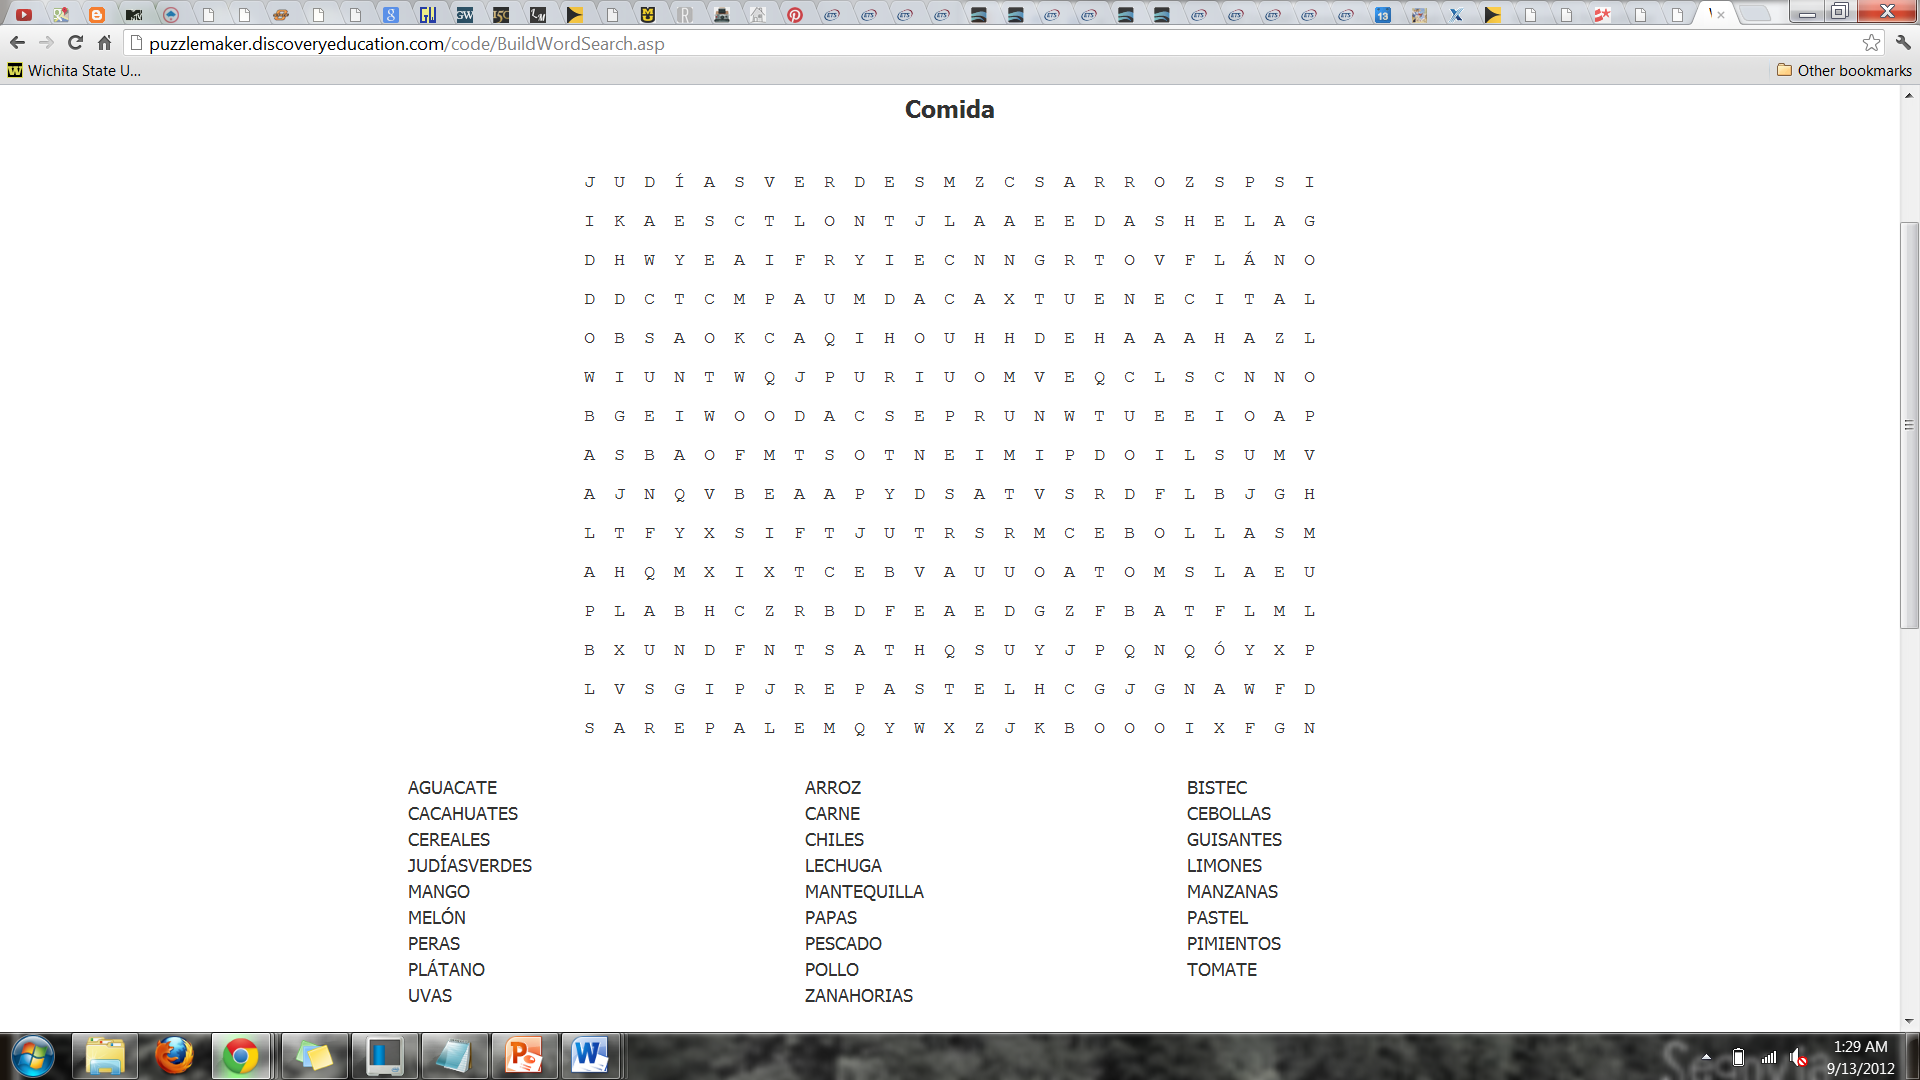 puzzlemaker.discoveryeducation.com/code/BuildWordSearch.asp
Wichita State U...
Other bookmarks
Comida
J U D Í A S V E R D E S M Z C S A R R O Z S P S I
I K A E S C T L O N T J L A A E E D A S H E L A G
D H W Y E A I F R Y I E C N N G R T O V F L Á N O
D D C T C M P A U M D A C A X T U E N E C I T A L
O B S A O K C A Q I H O U H H D E H A A A H A Z L
W I U N T W Q J P U R I U O M V E Q C L S C N N O
B G E I W O O D A C S E P R U N W T U E E I O A P
A S B A O F M T S O T N E I M I P D O I L S U M V
A J N Q V B E A A P Y D S A T V S R D F L B J G H
L T F Y X S I F T J U T R S R M C E B O L L A S M
A H Q M X I X T C E B V A U U O A T O M S L A E U
P L A B H C Z R B D F E A E D G Z F B A T F L M L
B X U N D F N T S A T H Q S U Y J P Q N Q Ó Y X P
L V S G I P J R E P A S T E L H C G J G N A W F D
S A R E P A L E M Q Y W X Z J K B O O O I X F G N
AGUACATE ARROZ BISTEC
CACAHUATES CARNE CEBOLLAS
CEREALES CHILES GUISANTES
JUDÍASVERDES LECHUGA LIMONES
MANGO MANTEQUILLA MANZANAS
MELÓN PAPAS PASTEL
PERAS PESCADO PIMIENTOS
PLÁTANO POLLO TOMATE
UVAS ZANAHORIAS
1:29 AM
9/13/2012